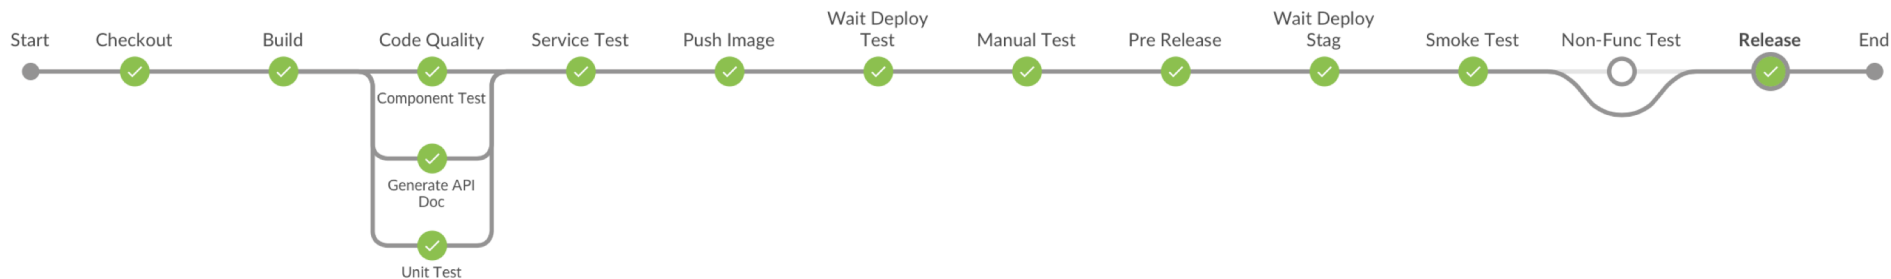 Start
Checkout
Build
Code Quality
Component Test
Generate API
Doc
Unit Test
Service Test
Push Image
Wait Deploy
Test
Manual Test
Pre Release
Wait Deploy
Stag
Smoke Test
Non-Func Test
Release
End